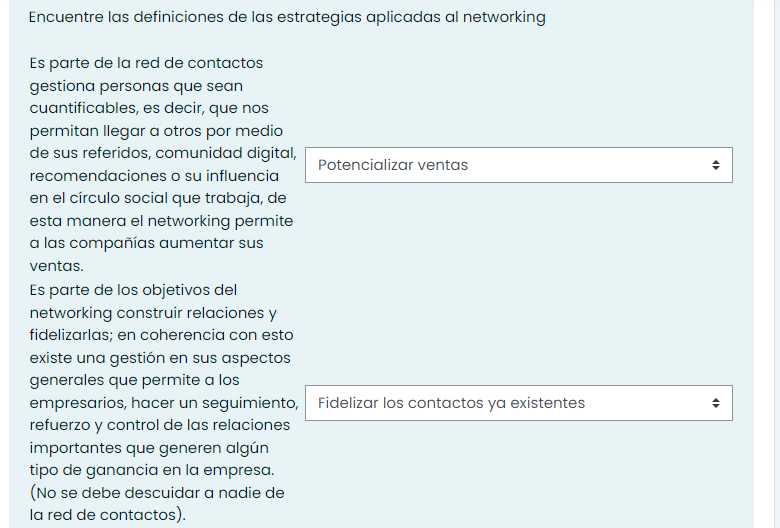 Encuentre las definiciones de las estrategias aplicadas al networking
Es parte de la red de contactos
gestiona personas que sean
cuantificables, es decir, que nos
permitan llegar a otros por medio
de sus referidos, comunidad digital,
recomendaciones o su influencia
en el círculo social que trabaja, de
esta manera el networking permite
a las compañías aumentar sus
ventas.
Potencializar ventas
Es parte de los objetivos del
networking construir relaciones y
fidelizarlas; en coherencia con esto
existe una gestión en sus aspectos
generales que permite a los
empresarios, hacer un seguimiento,
refuerzo y control de las relaciones
importantes que generen algún
tipo de ganancia en la empresa.
(No se debe descuidar a nadie de
la red de contactos).
Fidelizar los contactos ya existentes